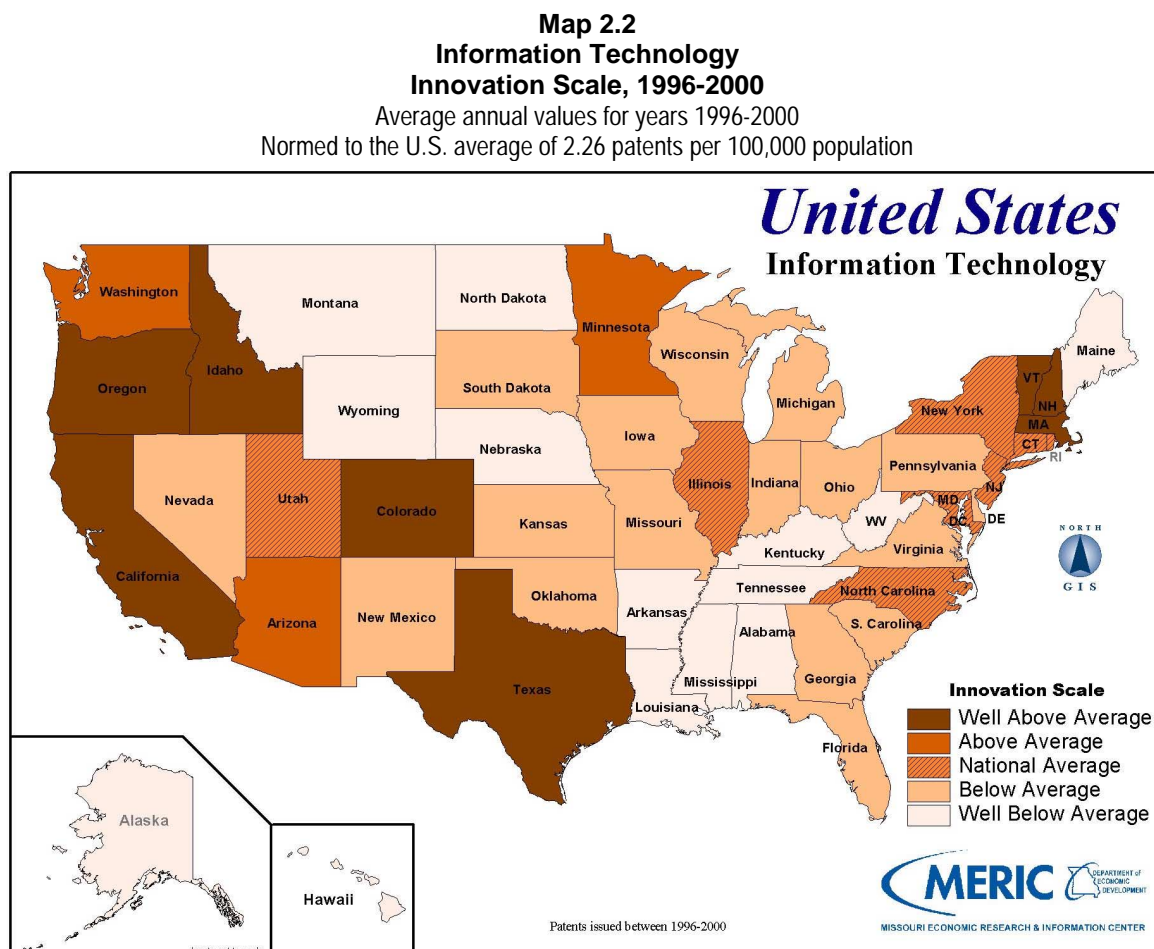 Map 2.2
Information Technology
Innovation Scale, 1996-2000
Average annual values for years 1996-2000
Normed to the U.S. average of 2.26 patents per 100,000 population
United States
Information Technology
Washington
Montana
North Dakota
Minnesota
Maine
Oregon
Idaho
Wyoming
South Dakota
Wisconsin
Michigan
New York
VT
NH
MA
CT
RI
Nebraska
Iowa
Pennsylvania
NJ
Nevada
Utah
Colorado
Kansas
Missouri
Illinois
Indiana
Ohio
WV
MD
DC
DE
Virginia
California
Kentucky
Arizona
New Mexico
Oklahoma
Arkansas
Tennessee
North Carolina
S. Carolina
Texas
Louisiana
Mississippi
Alabama
Georgia
Florida
Alaska
Hawaii
NORTH
GIS
Innovation Scale
Well Above Average
Above Average
National Average
Below Average
Well Below Average
Patents issued between 1996-2000
MERIC
DEPARTMENT of
ECONOMIC
DEVELOPMENT
MISSOURI ECONOMIC RESEARCH & INFORMATION CENTER